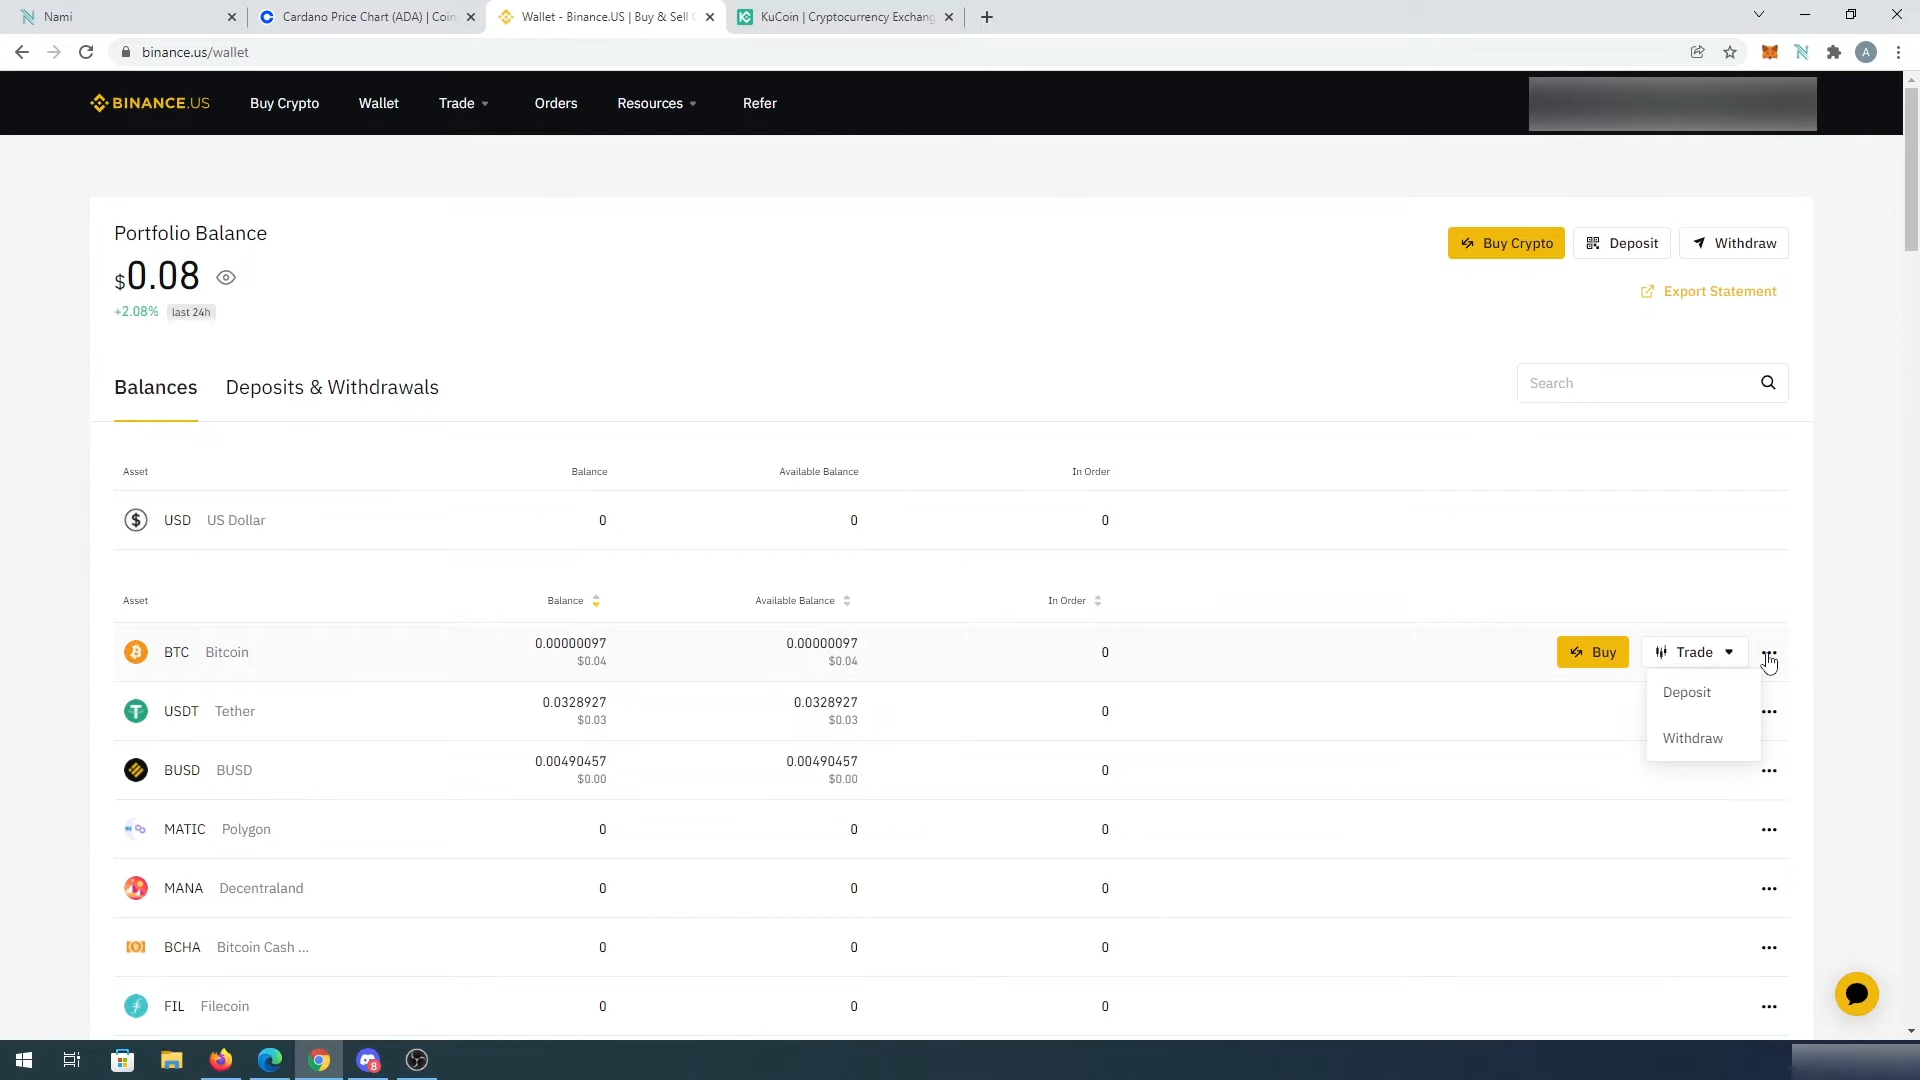 Nami
Cardano Price Chart (ADA) | Coin
Wallet - Binance.US | Buy & Sell
KuCoin | Cryptocurrency Exchang
binance.us/wallet
A
BINANCE.US
Buy Crypto
Wallet
Trade
Orders
Resources
Refer
Portfolio Balance
$0.08
+2.08% last 24h
Buy Crypto
Deposit
Withdraw
Export Statement
Balances
Deposits & Withdrawals
Search
Asset Balance Available Balance In Order
USD US Dollar 0 0 0
Asset Balance Available Balance In Order
BTC Bitcoin 0.00000097 0.00000097 0 Buy Trade
$0.04 $0.04
Deposit
Withdraw
USDT Tether 0.0328927 0.0328927 0
$0.03 $0.03
BUSD BUSD 0.00490457 0.00490457 0
$0.00 $0.00
MATIC Polygon 0 0 0
MANA Decentraland 0 0 0
BCHA Bitcoin Cash ... 0 0 0
FIL Filecoin 0 0 0
8